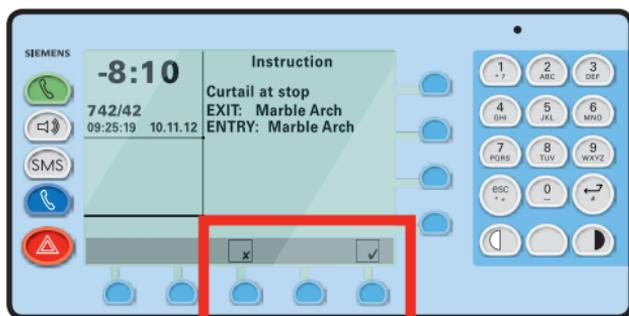 SIEMENS
-8:10
742/42
09:25:19 10.11.12
Instruction
Curtail at stop
EXIT: Marble Arch
ENTRY: Marble Arch
x ✓
SMS
1
* ?
2
ABC
3
DEF
4
GHI
5
JKL
6
MNO
7
PQRS
8
TUV
9
WXYZ
esc
* +
0
_
#